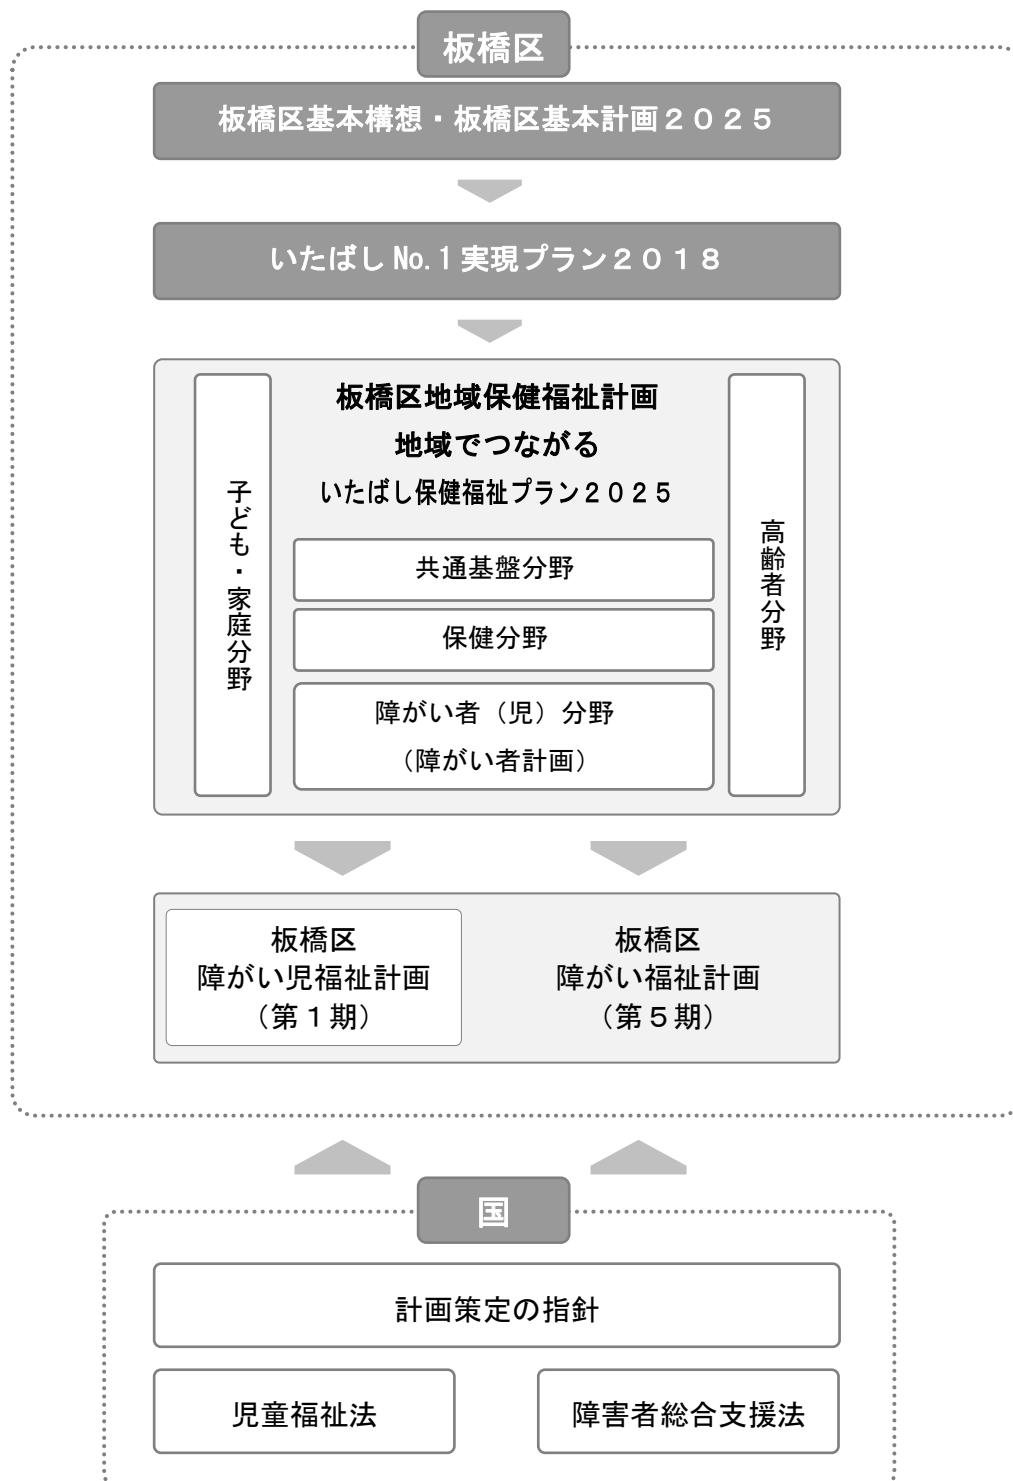 板橋区
板橋区基本構想・板橋区基本計画２０２５
いたばし No.1 実現プラン２０１８
板橋区地域保健福祉計画
地域でつながる
いたばし保健福祉プラン２０２５
子ども・家庭分野
共通基盤分野
保健分野
障がい者（児）分野
（障がい者計画）
高齢者分野
板橋区
障がい児福祉計画
（第１期）
板橋区
障がい福祉計画
（第５期）
国
計画策定の指針
児童福祉法
障害者総合支援法